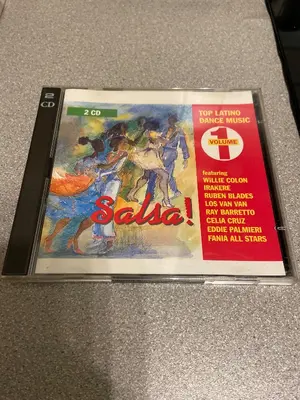 2
CD
2 CD
Salsa!
TOP LATINO
DANCE MUSIC
1
VOLUME
featuring
WILLIE COLON
IRAKERE
RUBEN BLADES
LOS VAN VAN
RAY BARRETTO
CELIA CRUZ
EDDIE PALMIERI
FANIA ALL STARS